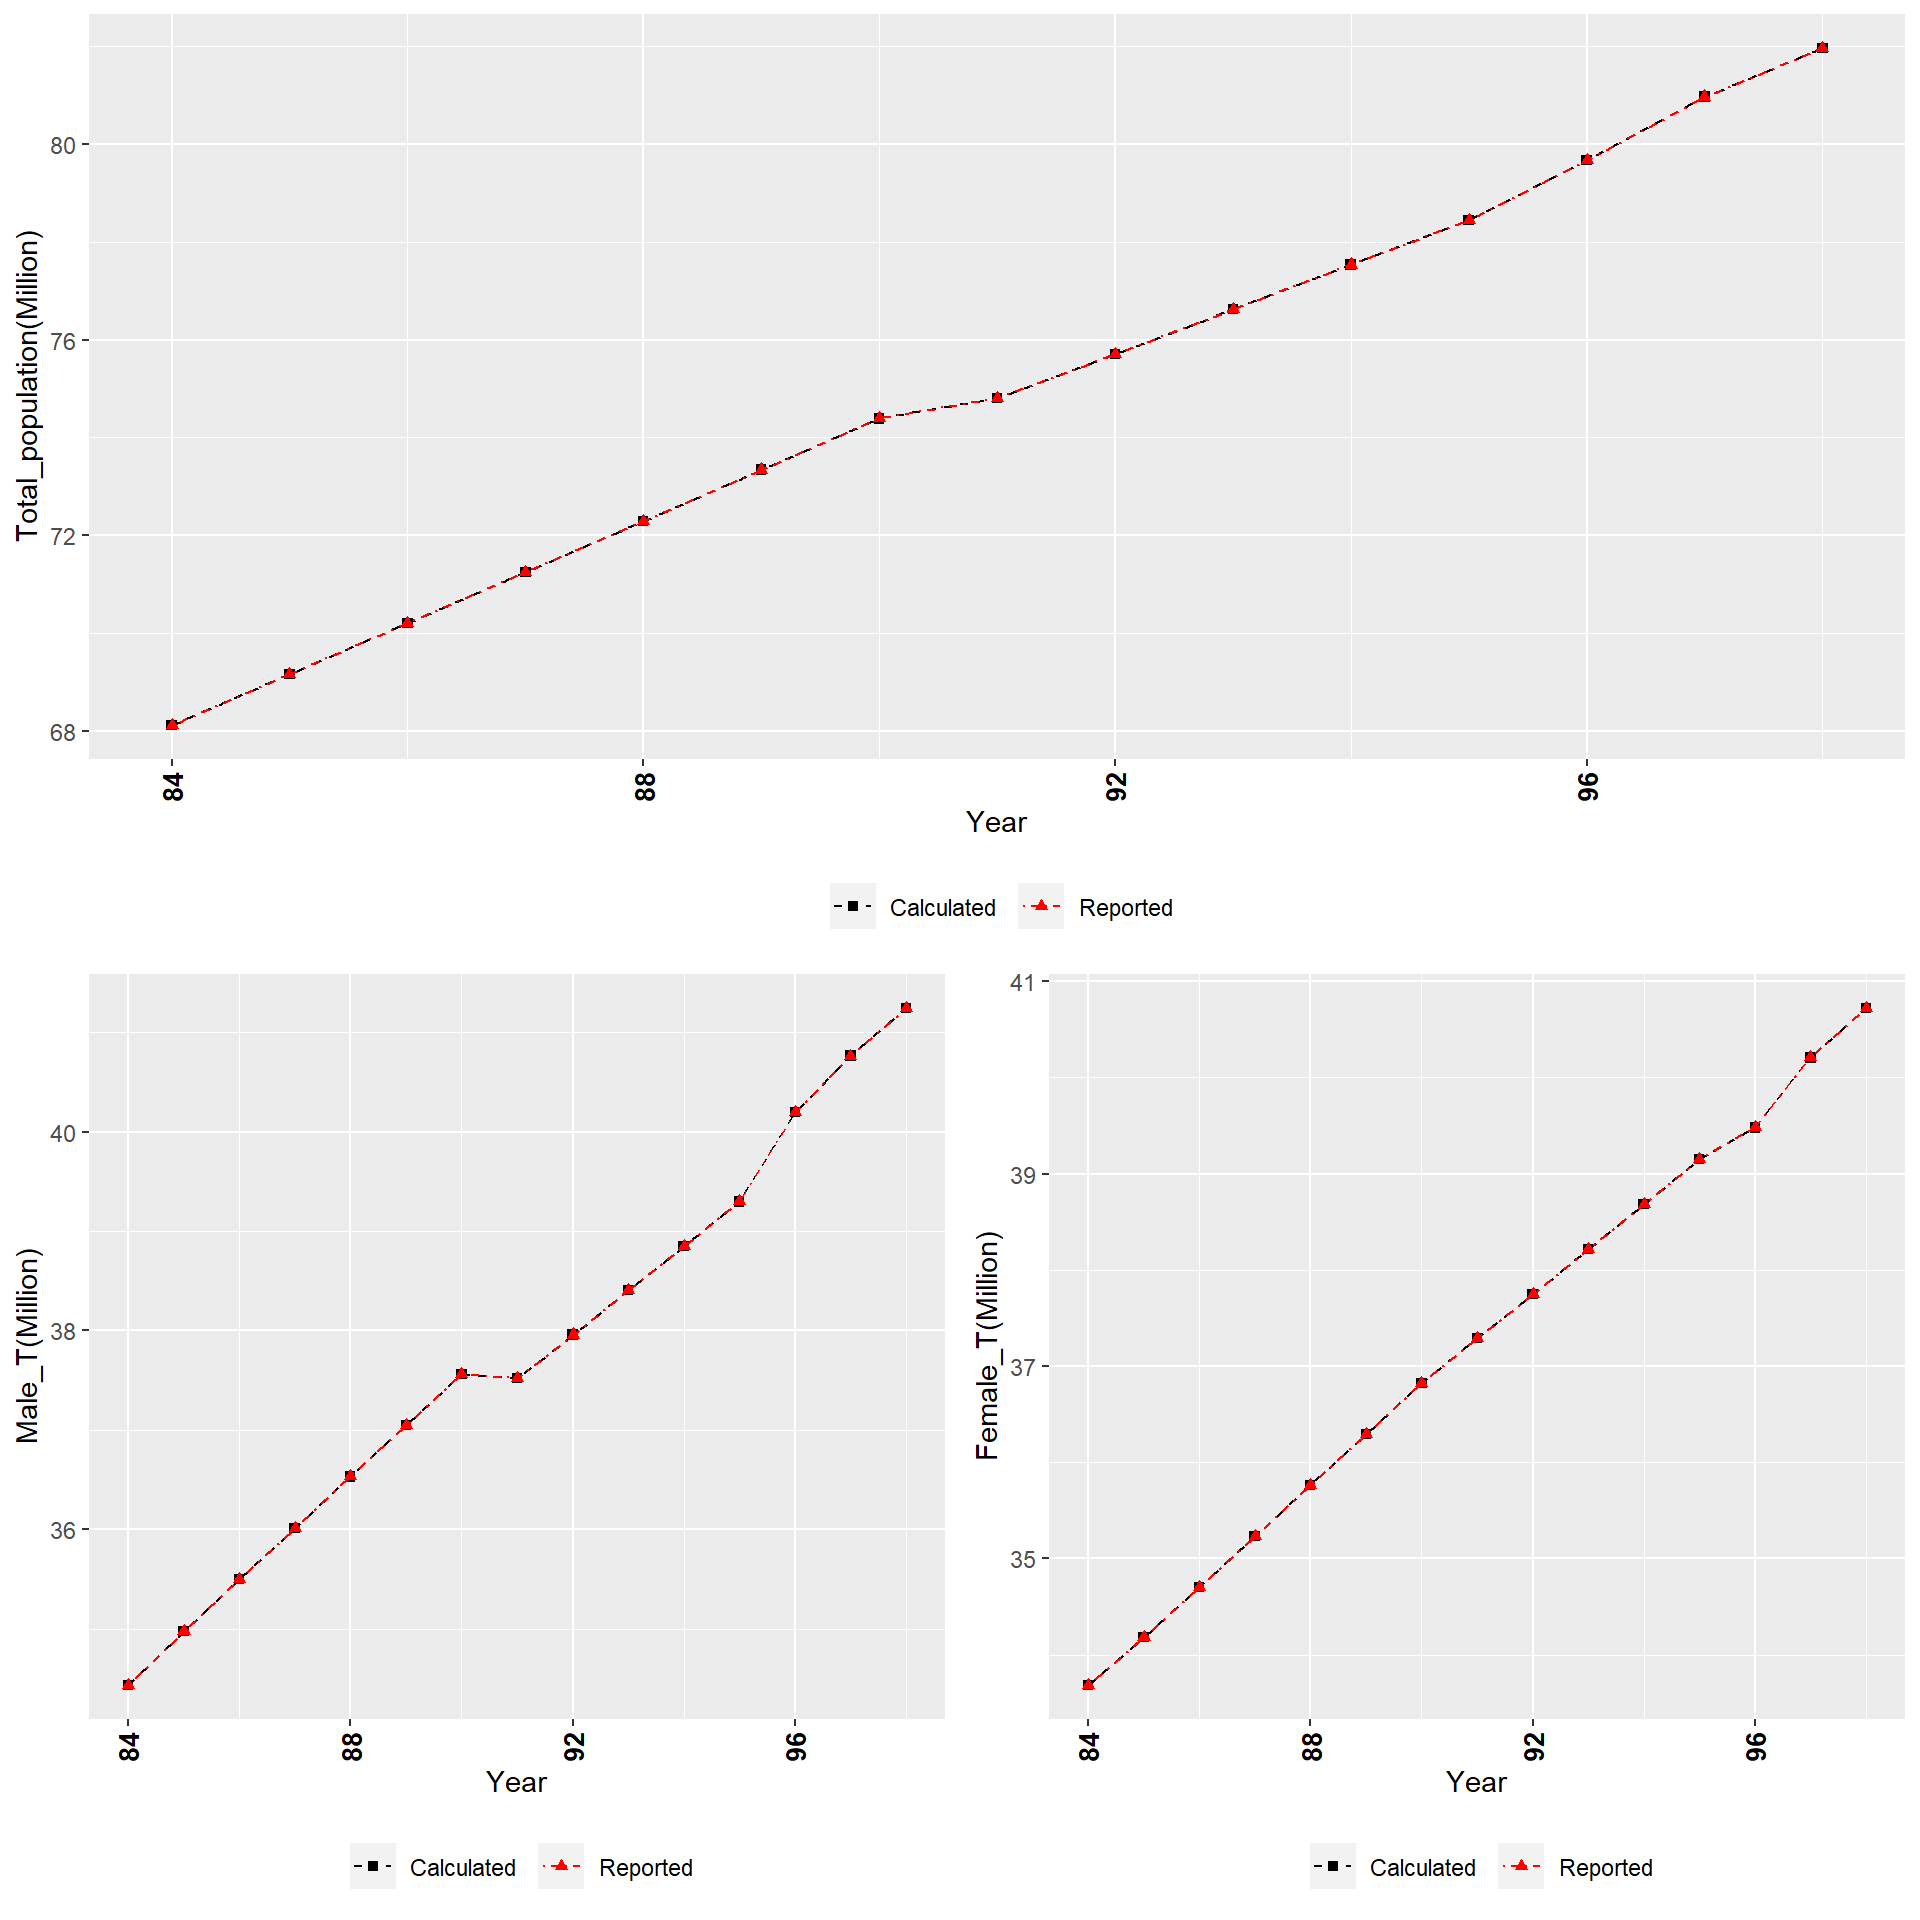 Total_population(Million)
80
76
72
68
84 88 92 96
Year
Calculated Reported
Male_T(Million)
40
38
36
84 88 92 96
Year
Calculated Reported
Female_T(Million)
41
39
37
35
84 88 92 96
Year
Calculated Reported